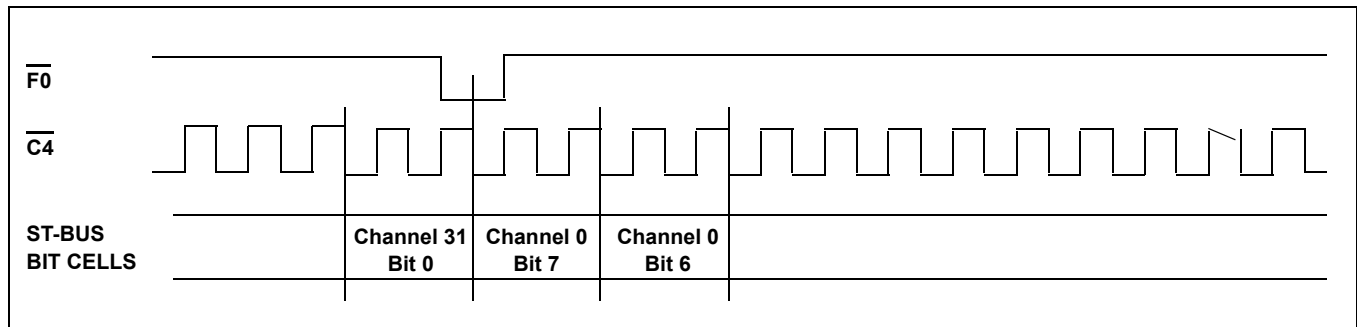 F0
C4
ST-BUS
BIT CELLS
Channel 31
Bit 0
Channel 0
Bit 7
Channel 0
Bit 6